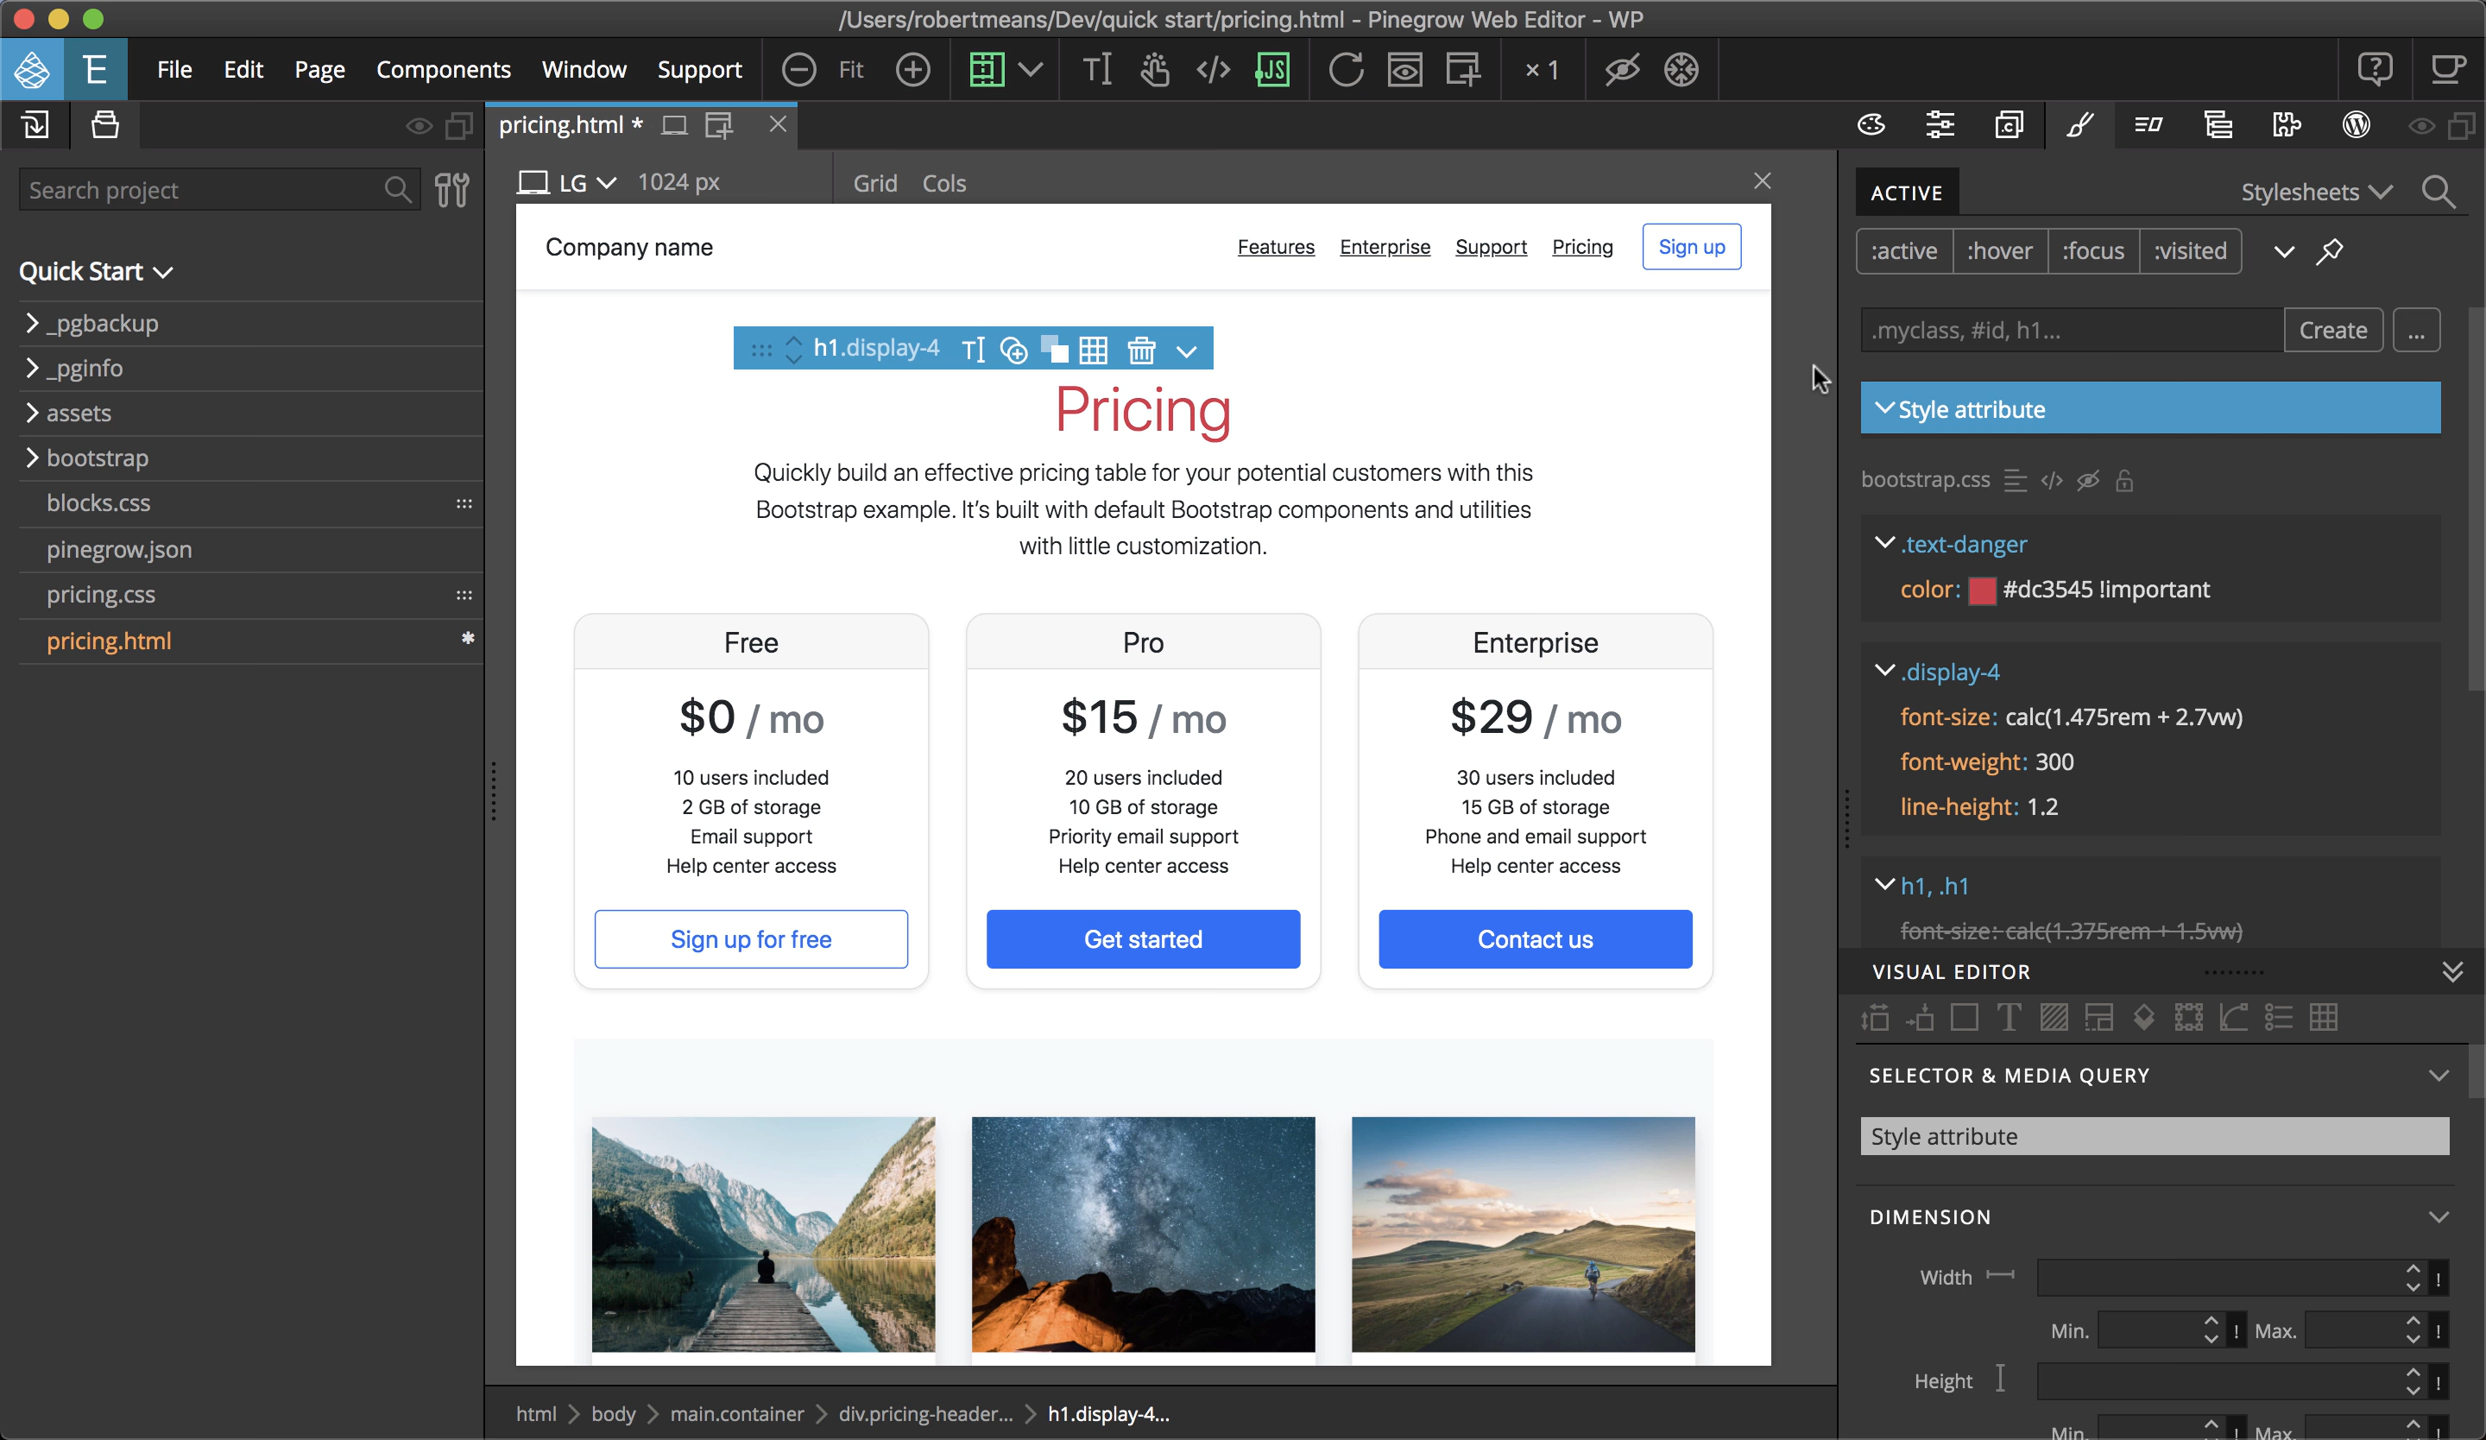 /Users/robertmeans/Dev/quick start/pricing.html - Pinegrow Web Editor - WP
File Edit Page Components Window Support Fit JS × 1
pricing.html *
Search project
LG 1024 px Grid Cols
ACTIVE Stylesheets
:active :hover :focus :visited
Quick Start
_pgbackup
_pginfo
assets
bootstrap
blocks.css
pinegrow.json
pricing.css
pricing.html *
Company name Features Enterprise Support Pricing Sign up
h1.display-4
Pricing
Quickly build an effective pricing table for your potential customers with this
Bootstrap example. It’s built with default Bootstrap components and utilities
with little customization.
Free
$0 / mo
10 users included
2 GB of storage
Email support
Help center access
Sign up for free
Pro
$15 / mo
20 users included
10 GB of storage
Priority email support
Help center access
Get started
Enterprise
$29 / mo
30 users included
15 GB of storage
Phone and email support
Help center access
Contact us
html body main.container div.pricing-header... h1.display-4...
.myclass, #id, h1... Create ...
Style attribute
bootstrap.css
.text-danger
color: #dc3545 !important
.display-4
font-size: calc(1.475rem + 2.7vw)
font-weight: 300
line-height: 1.2
h1, .h1
font-size: calc(1.375rem + 1.5vw)
VISUAL EDITOR
SELECTOR & MEDIA QUERY
Style attribute
DIMENSION
Width !
Min. ! Max. !
Height !
Min. ! Max. !